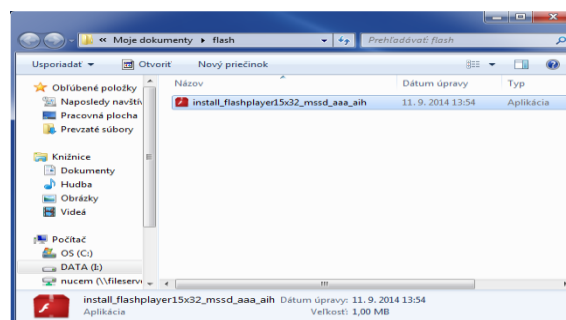 « Moje dokumenty ▸ flash
Prehľadávať: flash
Usporiadať
Otvoriť
Nový priečinok
Obľúbené položky
Naposledy navštív
Pracovná plocha
Prevzaté súbory
Knižnice
Dokumenty
Hudba
Obrázky
Videá
Počítač
OS (C:)
DATA (E:)
nucem (\\fileserve
Názov
Dátum úpravy
Typ
install_flashplayer15x32_mssd_aaa_aih
11. 9. 2014 13:54
Aplikácia
install_flashplayer15x32_mssd_aaa_aih Dátum úpravy: 11. 9. 2014 13:54
Aplikácia Veľkosť: 1,00 MB